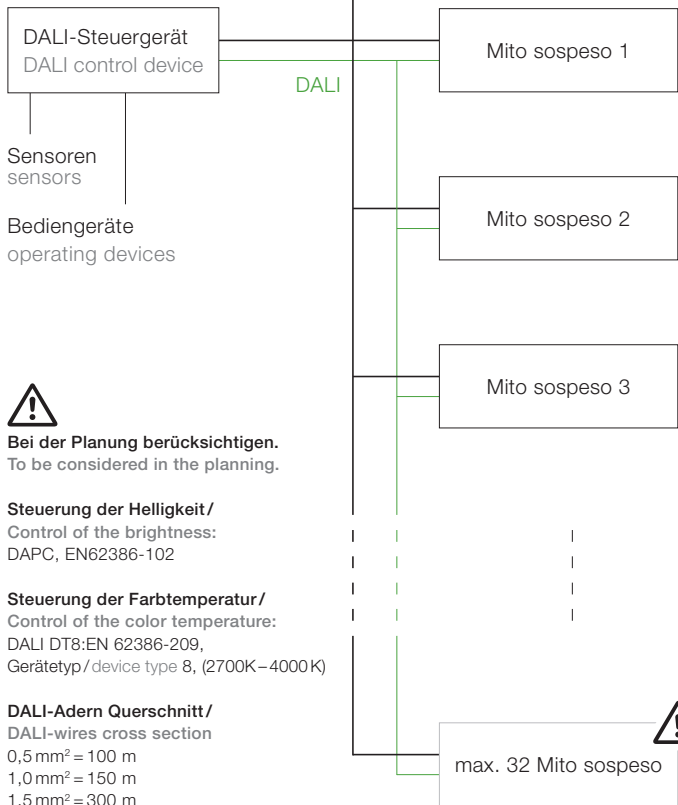 DALI-Steuergerät
DALI control device
DALI
Mito sospeso 1
Sensoren
sensors
Bediengeräte
operating devices
Mito sospeso 2
Mito sospeso 3
Bei der Planung berücksichtigen.
To be considered in the planning.
Steuerung der Helligkeit/
Control of the brightness:
DAPC, EN62386-102
Steuerung der Farbtemperatur/
Control of the color temperature:
DALI DT8:EN 62386-209,
Gerätetyp/device type 8, (2700K–4000K)
DALI-Adern Querschnitt/
DALI-wires cross section
0,5 mm² = 100 m
1,0 mm² = 150 m
1,5 mm² = 300 m
max. 32 Mito sospeso